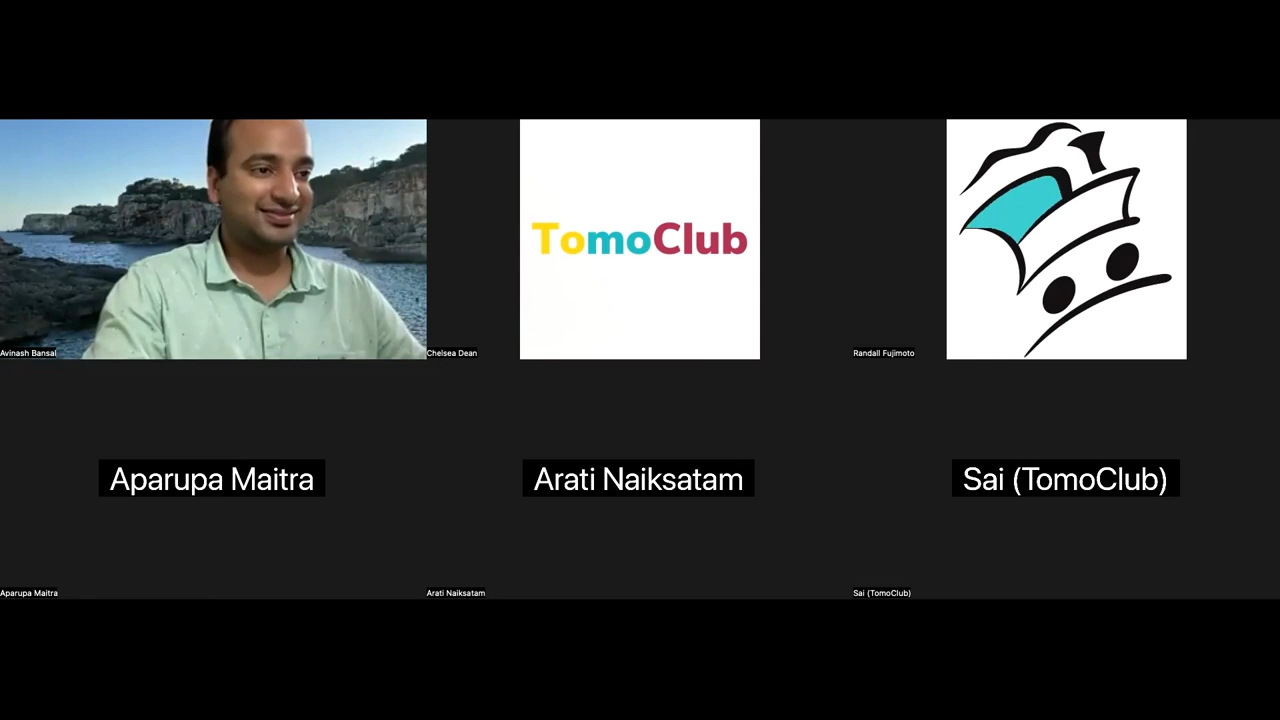 TomoClub
Avinash Bansal
Chelsea Dean
Randall Fujimoto
Aparupa Maitra
Arati Naiksatam
Sai (TomoClub)
Aparupa Maitra
Arati Naiksatam
Sai (TomoClub)